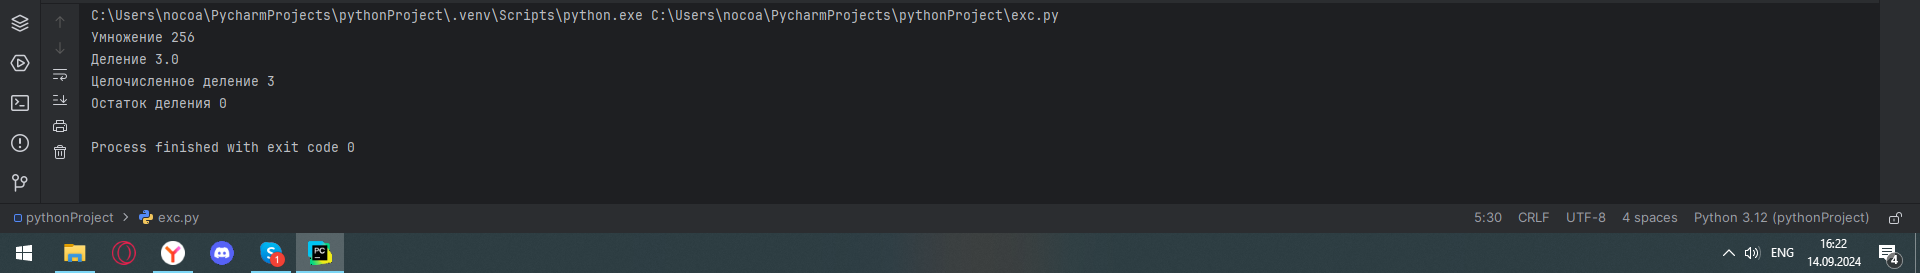 C:\Users\nocoa\PycharmProjects\pythonProject\.venv\Scripts\python.exe C:\Users\nocoa\PycharmProjects\pythonProject\exc.py
Умножение 256
Деление 3.0
Целочисленное деление 3
Остаток деления 0
Process finished with exit code 0
pythonProject > exc.py 5:30 CRLF UTF-8 4 spaces Python 3.12 (pythonProject)
PC 1 ENG 16:22 4
14.09.2024